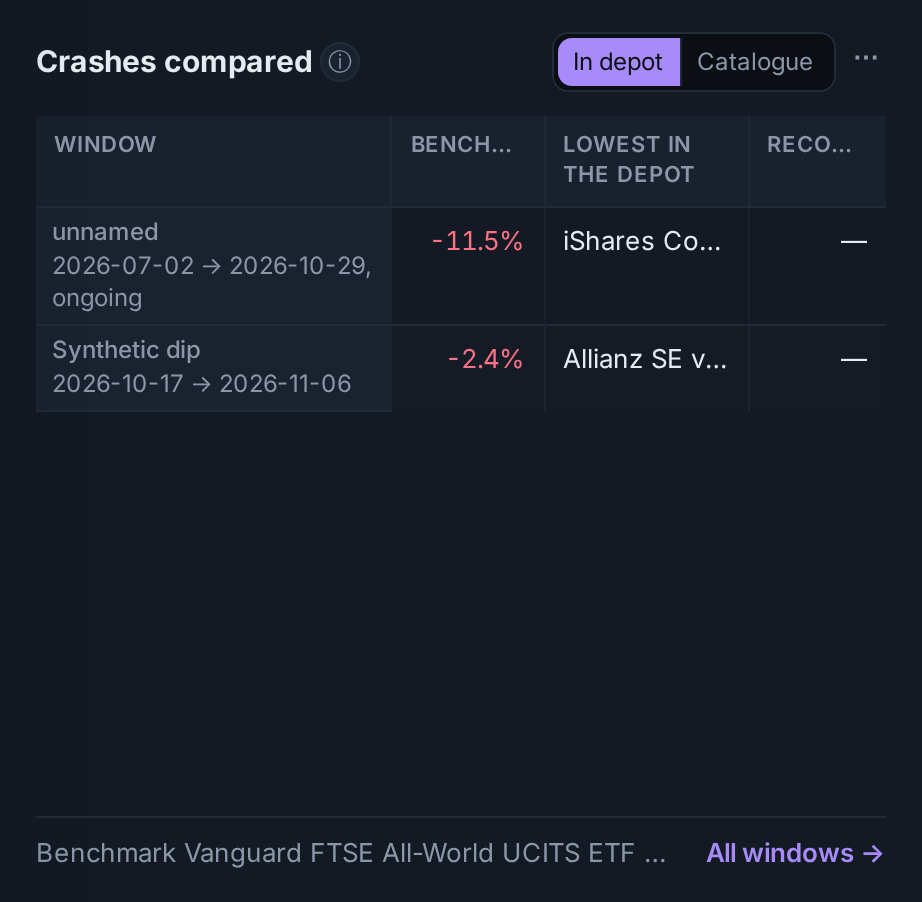 Crashes compared ⓘ In depot Catalogue ...
WINDOW BENCH... LOWEST IN RECO...
THE DEPOT
unnamed
2026-07-02 → 2026-10-29,
ongoing
-11.5% iShares Co... —
Synthetic dip
2026-10-17 → 2026-11-06
-2.4% Allianz SE v... —
Benchmark Vanguard FTSE All-World UCITS ETF ... All windows →